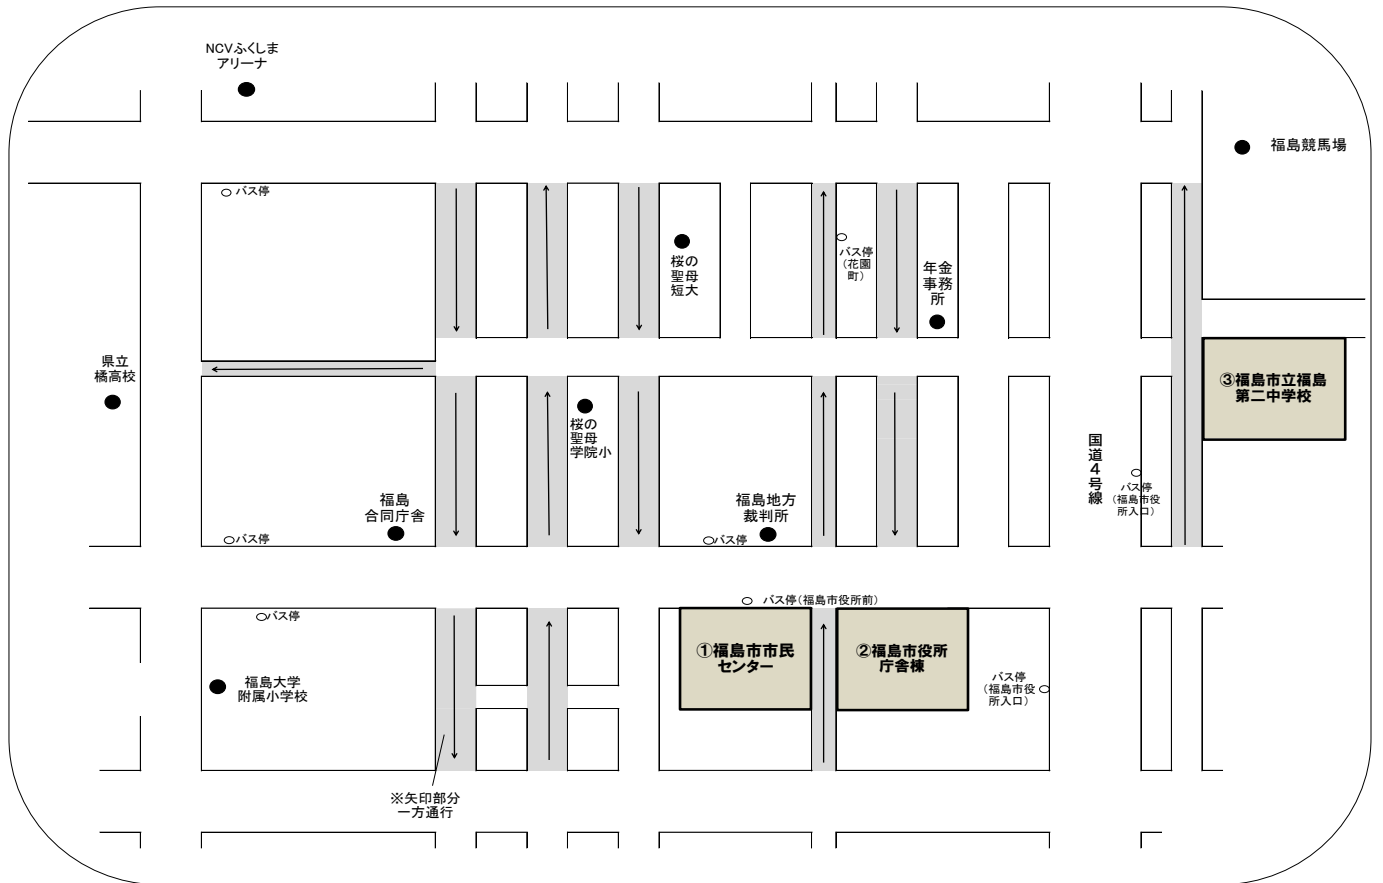 NCVふくしま
アリーナ
福島競馬場
バス停
桜の
聖母
短大
バス停
(花園
町)
年金
事務
所
県立
橘高校
③福島市立福島
第二中学校
桜の
聖母
学院小
国道4号線
バス停
(福島市役
所入口)
福島
合同庁舎
福島地方
裁判所
バス停
バス停
バス停(福島市役所前)
バス停
①福島市市民
センター
②福島市役所
庁舎棟
福島大学
附属小学校
バス停
(福島市役
所入口)
※矢印部分
一方通行